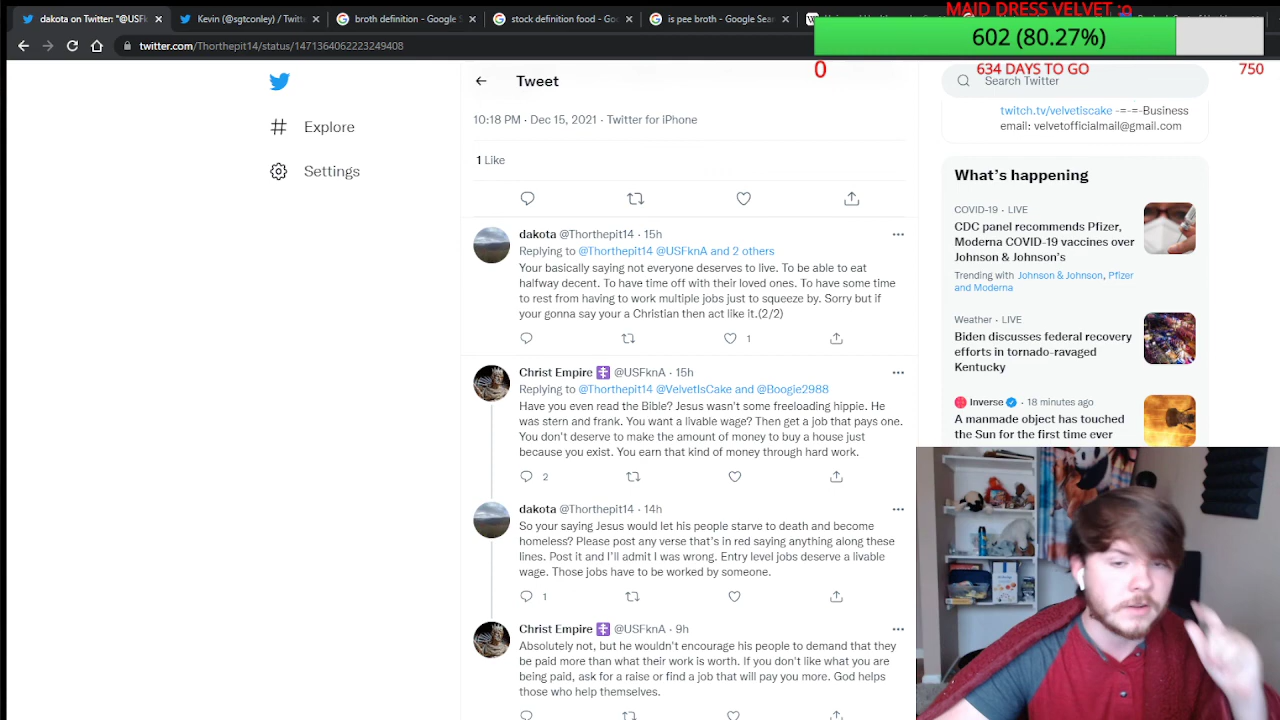 dakota on Twitter: "@USFk
Kevin (@sgtconley) / Twitte
broth definition - Google S
stock definition food - Goo
is pee broth - Google Sear
MAID DRESS VELVET :o
602 (80.27%)
twitter.com/Thorthepit14/status/1471364062223249408
0
634 DAYS TO GO
750
Tweet
Search Twitter
Explore
Settings
10:18 PM · Dec 15, 2021 · Twitter for iPhone
1 Like
dakota @Thorthepit14 · 15h
Replying to @Thorthepit14 @USFknA and 2 others
Your basically saying not everyone deserves to live. To be able to eat
halfway decent. To have time off with their loved ones. To have some time
to rest from having to work multiple jobs just to squeeze by. Sorry but if
your gonna say your a Christian then act like it.(2/2)
1
Christ Empire @USFknA · 15h
Replying to @Thorthepit14 @VelvetIsCake and @Boogie2988
Have you even read the Bible? Jesus wasn't some freeloading hippie. He
was stern and frank. You want a livable wage? Then get a job that pays one.
You don't deserve to make the amount of money to buy a house just
because you exist. You earn that kind of money through hard work.
2
dakota @Thorthepit14 · 14h
So your saying Jesus would let his people starve to death and become
homeless? Please post any verse that's in red saying anything along these
lines. Post it and I'll admit I was wrong. Entry level jobs deserve a livable
wage. Those jobs have to be worked by someone.
1
Christ Empire @USFknA · 9h
Absolutely not, but he wouldn't encourage his people to demand that they
be paid more than what their work is worth. If you don't like what you are
being paid, ask for a raise or find a job that will pay you more. God helps
those who help themselves.
twitch.tv/velvetiscake -=-=-Business
email: velvetofficialmail@gmail.com
What's happening
COVID-19 · LIVE
CDC panel recommends Pfizer,
Moderna COVID-19 vaccines over
Johnson & Johnson's
Trending with Johnson & Johnson, Pfizer
and Moderna
Weather · LIVE
Biden discusses federal recovery
efforts in tornado-ravaged
Kentucky
Inverse · 18 minutes ago
A manmade object has touched
the Sun for the first time ever